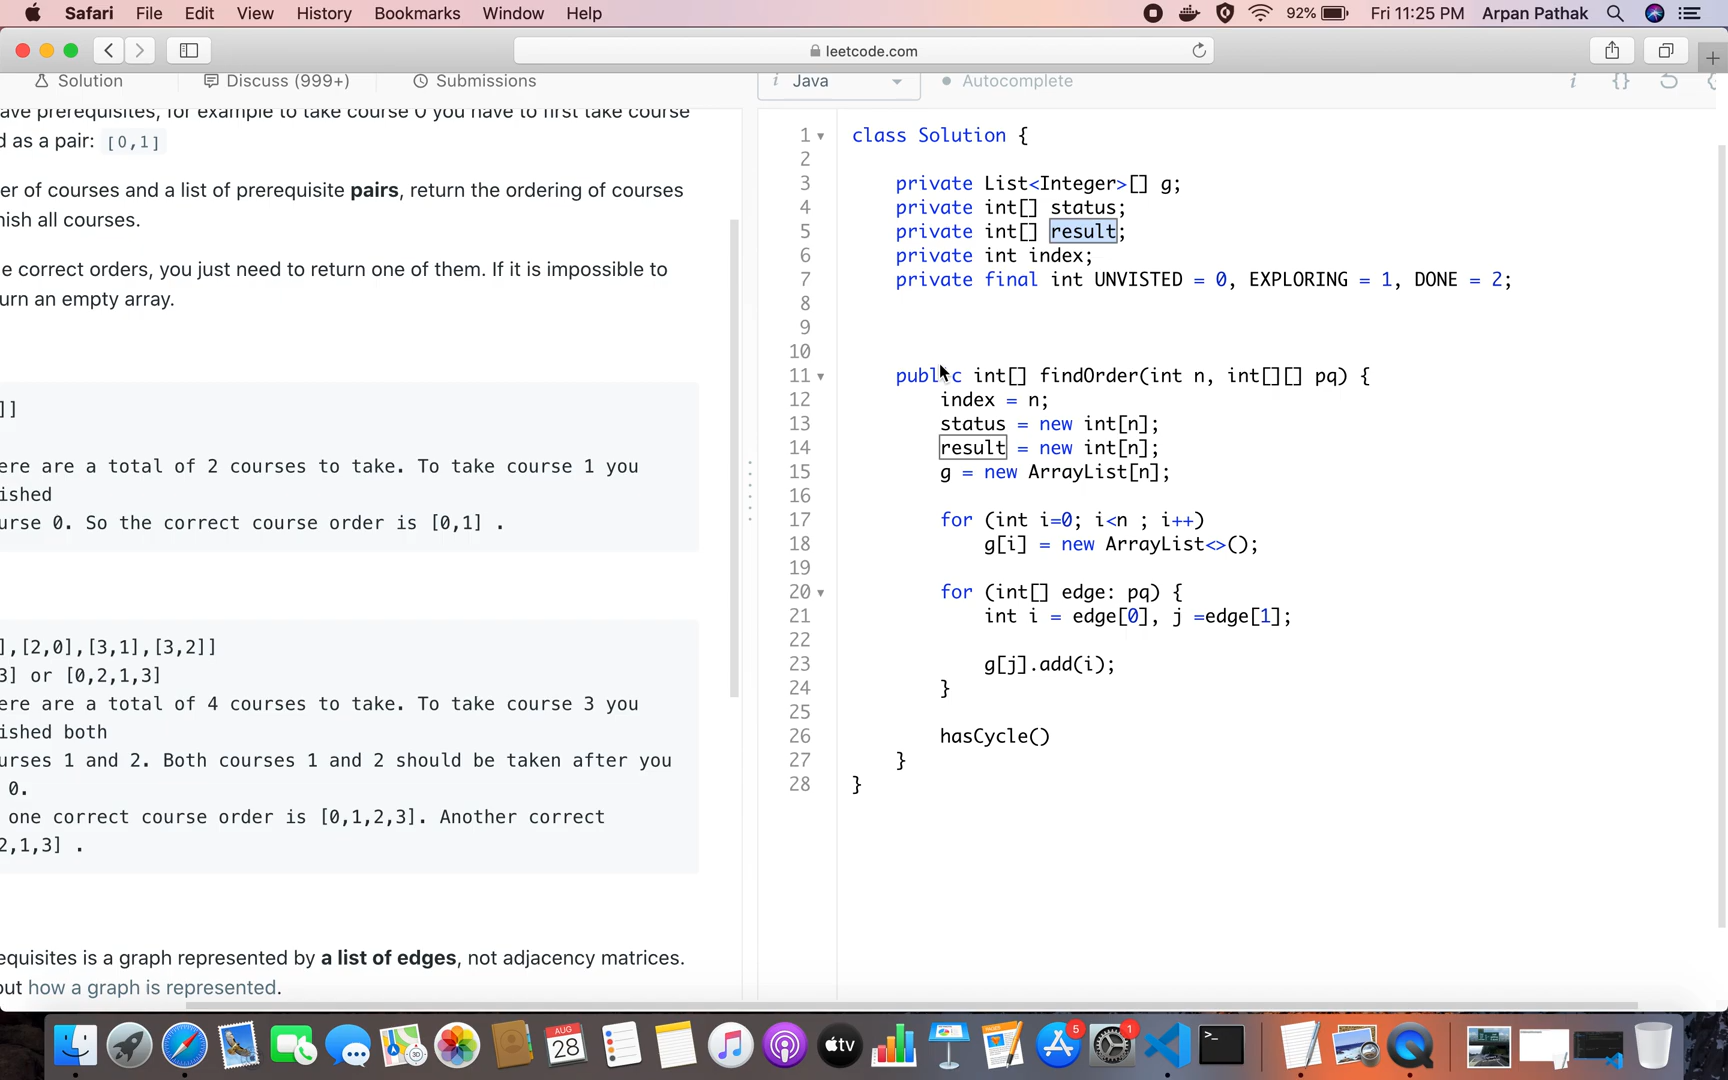 Safari File Edit View History Bookmarks Window Help 92% Fri 11:25 PM Arpan Pathak
leetcode.com
Solution Discuss (999+) Submissions
Java Autocomplete
ave prerequisites, for example to take course 0 you have to first take course
d as a pair: [0,1]
er of courses and a list of prerequisite pairs, return the ordering of courses
nish all courses.
e correct orders, you just need to return one of them. If it is impossible to
urn an empty array.
]]
ere are a total of 2 courses to take. To take course 1 you
ished
urse 0. So the correct course order is [0,1] .
],[2,0],[3,1],[3,2]]
3] or [0,2,1,3]
ere are a total of 4 courses to take. To take course 3 you
ished both
urses 1 and 2. Both courses 1 and 2 should be taken after you
0.
one correct course order is [0,1,2,3]. Another correct
2,1,3] .
equisites is a graph represented by a list of edges, not adjacency matrices.
out how a graph is represented.
1 class Solution {
2
3 private List<Integer>[] g;
4 private int[] status;
5 private int[] result;
6 private int index;
7 private final int UNVISTED = 0, EXPLORING = 1, DONE = 2;
8
9
10
11 public int[] findOrder(int n, int[][] pq) {
12 index = n;
13 status = new int[n];
14 result = new int[n];
15 g = new ArrayList[n];
16
17 for (int i=0; i<n ; i++)
18 g[i] = new ArrayList<>();
19
20 for (int[] edge: pq) {
21 int i = edge[0], j =edge[1];
22
23 g[j].add(i);
24 }
25
26 hasCycle()
27 }
28 }
AUG
28
tv
5
1